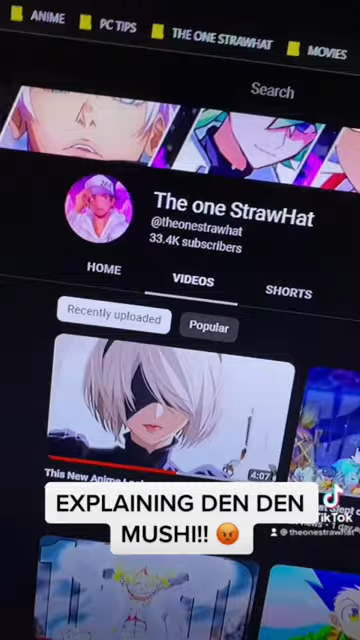 ANIME
PC TIPS
THE ONE STRAWHAT
MOVIES
Search
The one StrawHat
@theonestrawhat
33.4K subscribers
HOME
VIDEOS
SHORTS
Recently uploaded
Popular
4:07
This New Anime
EXPLAINING DEN DEN
MUSHI!! 😡
TikTok
@theonestrawhat